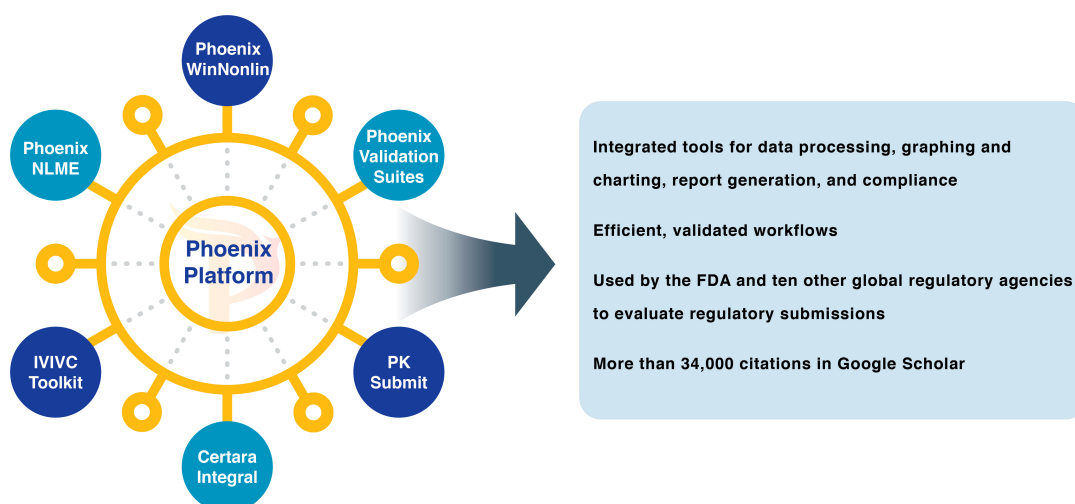 Phoenix
WinNonlin
Phoenix
NLME
Phoenix
Validation
Suites
Phoenix
Platform
IVIVC
Toolkit
PK
Submit
Certara
Integral
Integrated tools for data processing, graphing and
charting, report generation, and compliance
Efficient, validated workflows
Used by the FDA and ten other global regulatory agencies
to evaluate regulatory submissions
More than 34,000 citations in Google Scholar